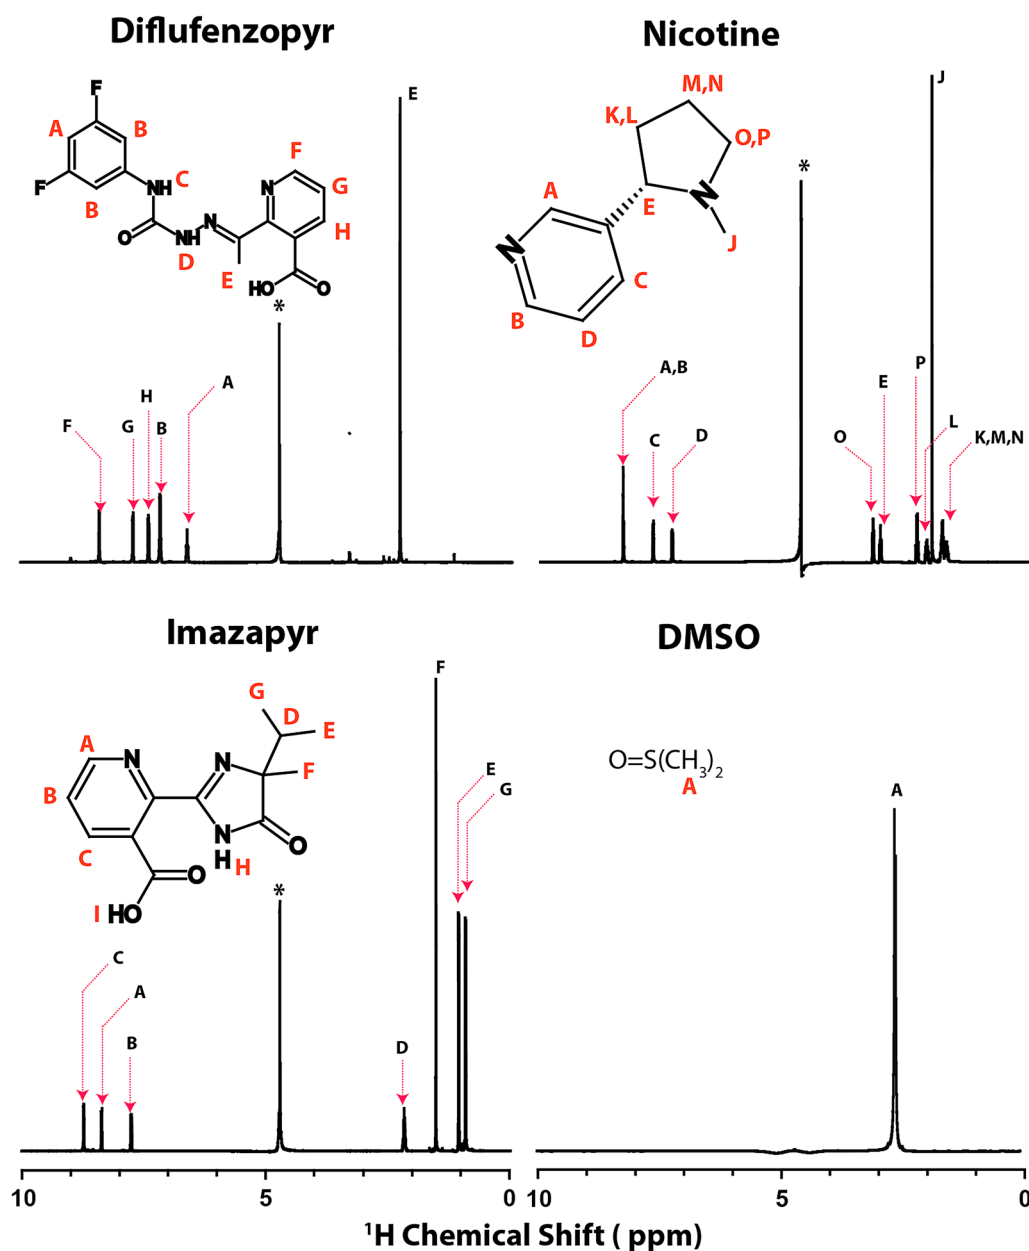 Diflufenzopyr
F
A
B
F
C
NH
B
O
NH
D
N
E
N
F
G
H
HO
O
*
E
F
G
H
B
A
Nicotine
M,N
K,L
O,P
N
A
E
J
N
C
B
D
*
J
A,B
C
D
O
E
P
L
K,M,N
Imazapyr
G
D
E
A
N
N
F
B
N
H
H
O
C
O
I HO
*
C
A
B
D
F
E
G
10
5
0
DMSO
O=S(CH3)2
A
A
10
5
0
1H Chemical Shift ( ppm)